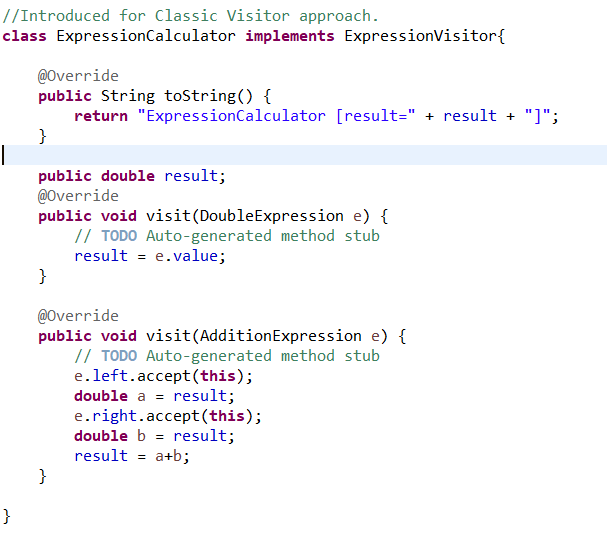 //Introduced for Classic Visitor approach.
class ExpressionCalculator implements ExpressionVisitor{
@Override
public String toString() {
return "ExpressionCalculator [result=" + result + "]";
}
public double result;
@Override
public void visit(DoubleExpression e) {
// TODO Auto-generated method stub
result = e.value;
}
@Override
public void visit(AdditionExpression e) {
// TODO Auto-generated method stub
e.left.accept(this);
double a = result;
e.right.accept(this);
double b = result;
result = a+b;
}
}